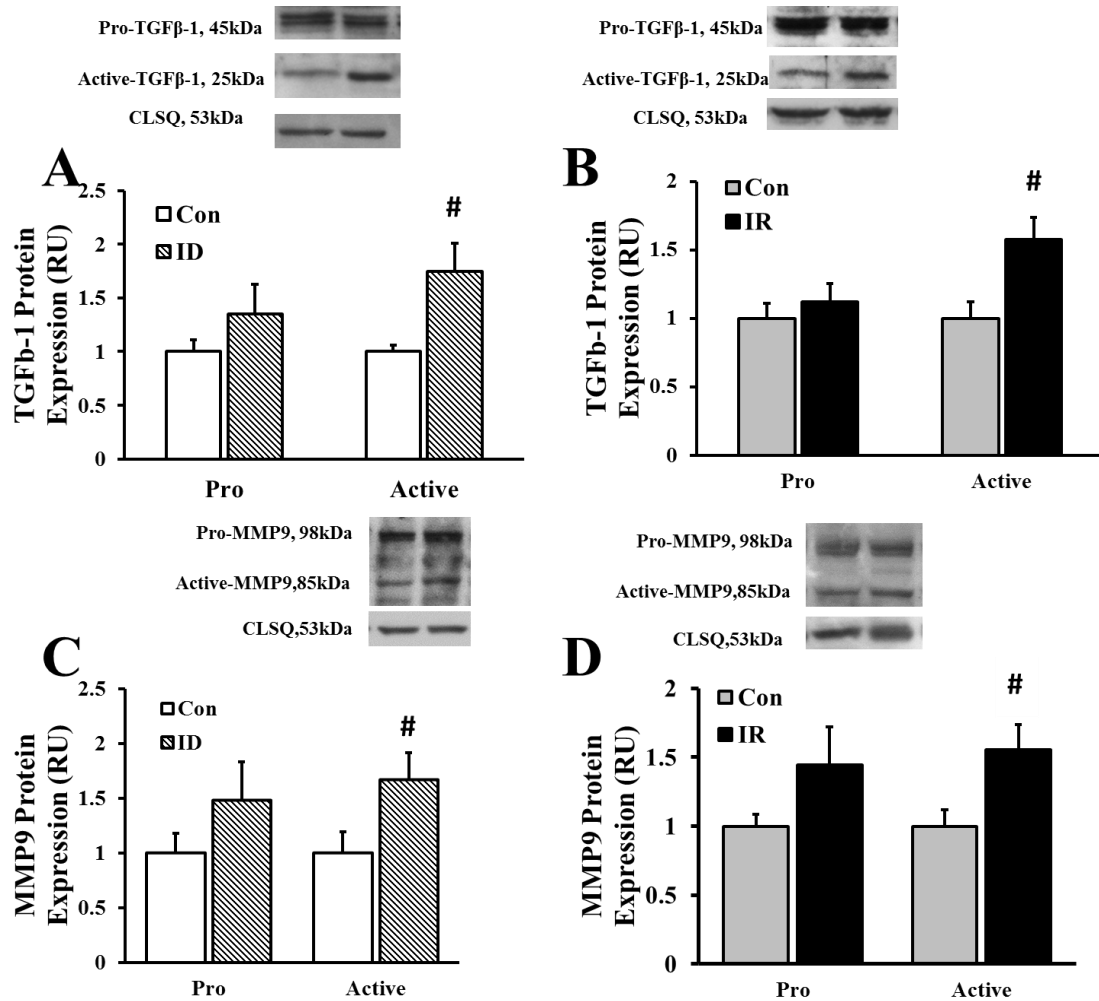 Pro-TGFβ-1, 45kDa
Active-TGFβ-1, 25kDa
CLSQ, 53kDa
A
TGFb-1 Protein
Expression (RU)
2.5
2
1.5
1
0.5
0
Con
ID
#
Pro
Active
Pro-TGFβ-1, 45kDa
Active-TGFβ-1, 25kDa
CLSQ, 53kDa
B
TGFb-1 Protein
Expression (RU)
2
1.5
1
0.5
0
Con
IR
#
Pro
Active
Pro-MMP9, 98kDa
Active-MMP9,85kDa
CLSQ,53kDa
C
MMP9 Protein
Expression (RU)
2.5
2
1.5
1
0.5
0
Con
ID
#
Pro
Active
Pro-MMP9, 98kDa
Active-MMP9,85kDa
CLSQ,53kDa
D
MMP9 Protein
Expression (RU)
2
1.5
1
0.5
0
Con
IR
#
Pro
Active